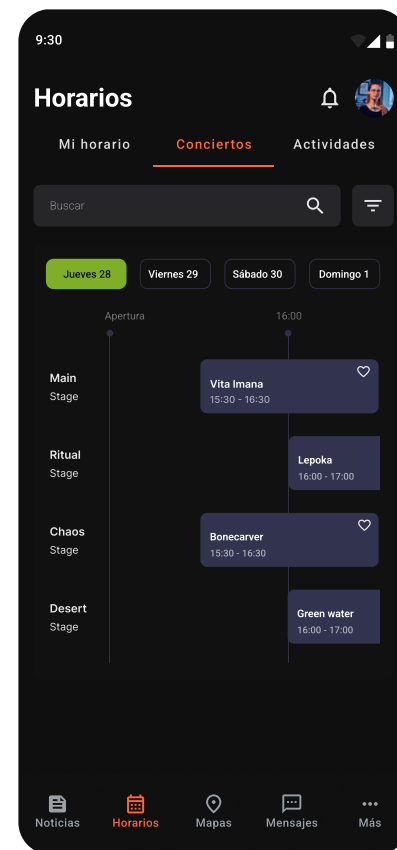 9:30
Horarios
Mi horario Conciertos Actividades
Buscar
Jueves 28 Viernes 29 Sábado 30 Domingo 1
Apertura 16:00
Main
Stage
Vita Imana
15:30 - 16:30
Ritual
Stage
Lepoka
16:00 - 17:00
Chaos
Stage
Bonecarver
15:30 - 16:30
Desert
Stage
Green water
16:00 - 17:00
Noticias Horarios Mapas Mensajes Más